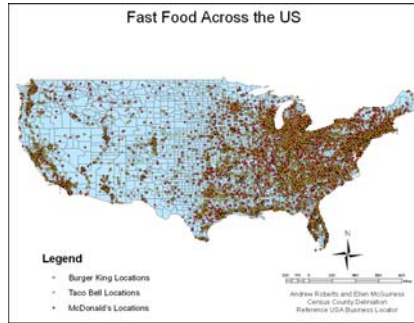 Fast Food Across the US
N
Legend
Burger King Locations
Taco Bell Locations
McDonald's Locations
Andrew Roberts and Ellen McGuiness
Census County Delineation
Reference USA Business Locator